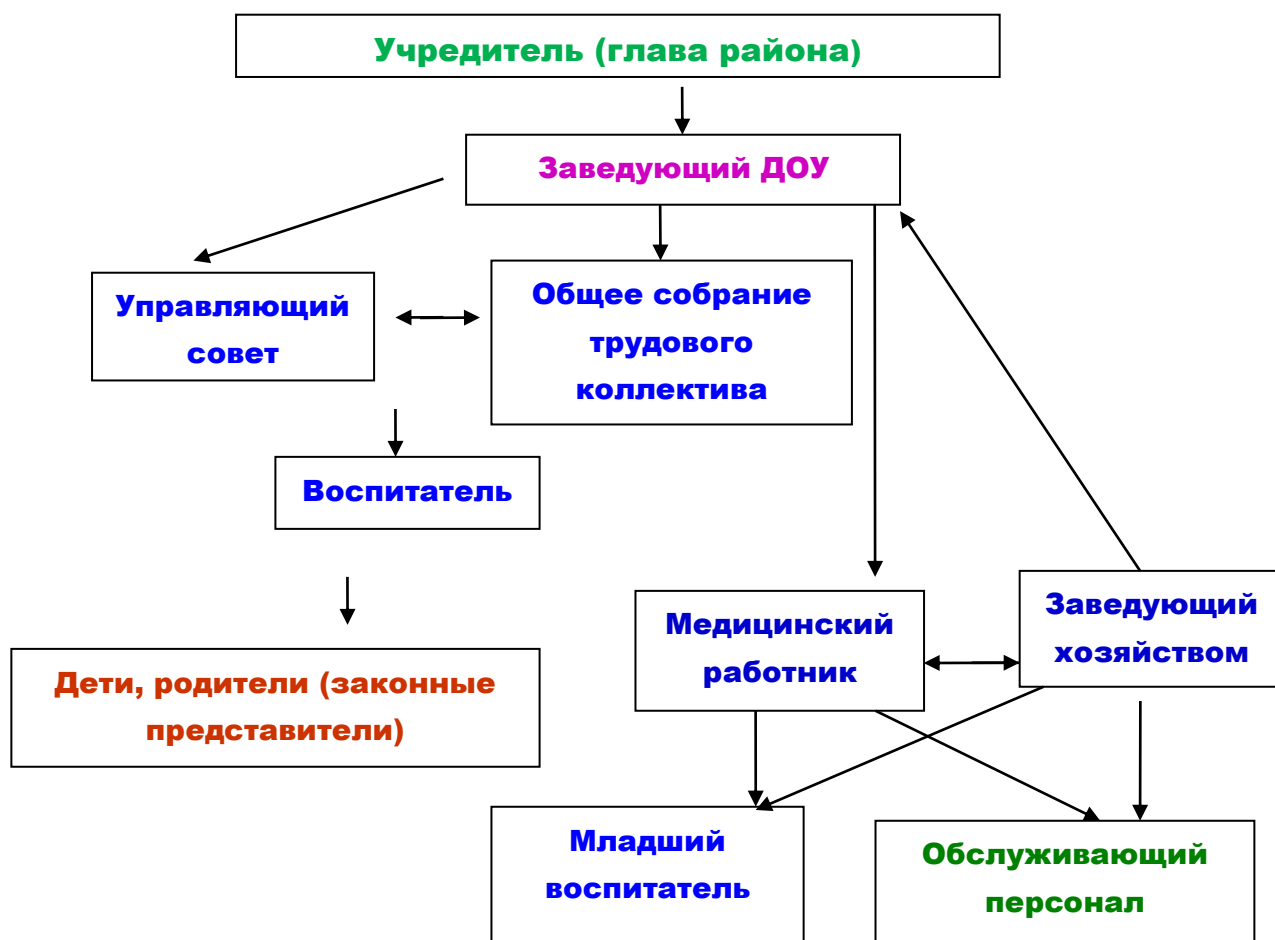 Учредитель (глава района)
Заведующий ДОУ
Управляющий
совет
Общее собрание
трудового
коллектива
Воспитатель
Дети, родители (законные
представители)
Медицинский
работник
Заведующий
хозяйством
Младший
воспитатель
Обслуживающий
персонал